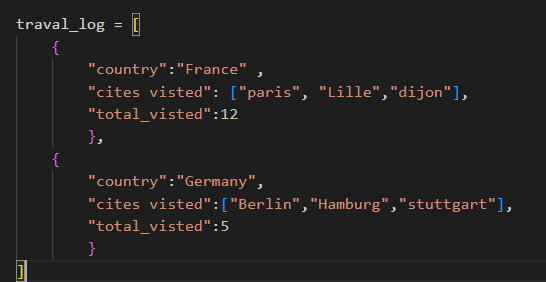 traval_log = [
{
"country":"France" ,
"cites visted": ["paris", "Lille","dijon"],
"total_visted":12
},
{
"country":"Germany",
"cites visted":["Berlin","Hamburg","stuttgart"],
"total_visted":5
}
]